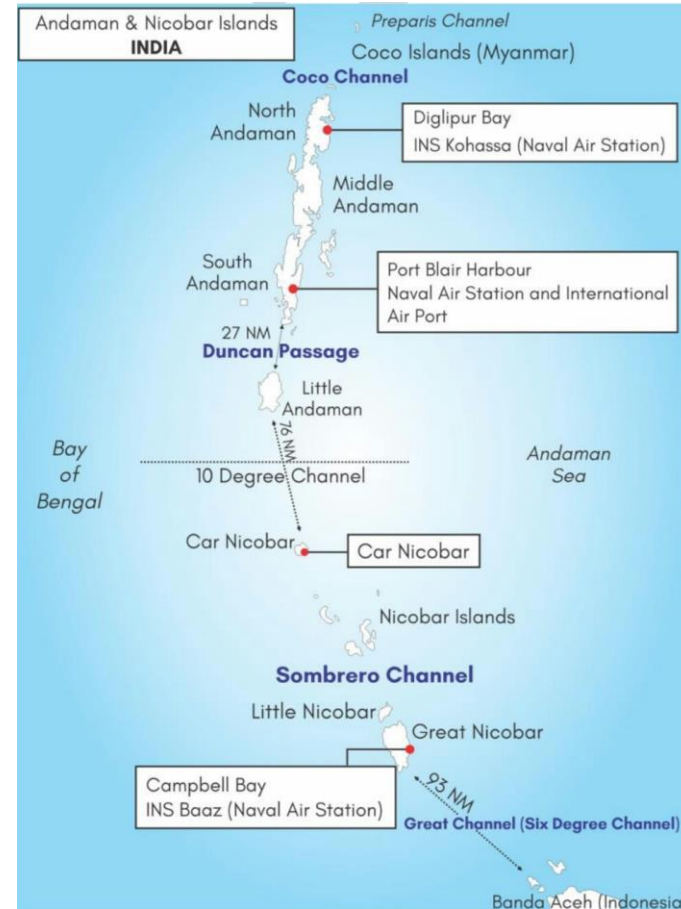 Andaman & Nicobar Islands
INDIA
Preparis Channel
Coco Islands (Myanmar)
Coco Channel
North
Andaman
Diglipur Bay
INS Kohassa (Naval Air Station)
Middle
Andaman
South
Andaman
Port Blair Harbour
Naval Air Station and International
Air Port
27 NM
Duncan Passage
Little
Andaman
76 NM
Bay
of
Bengal
Andaman
Sea
10 Degree Channel
Car Nicobar
Car Nicobar
Nicobar Islands
Sombrero Channel
Little Nicobar
Great Nicobar
Campbell Bay
INS Baaz (Naval Air Station)
93 NM
Great Channel (Six Degree Channel)
Banda Aceh (Indonesia